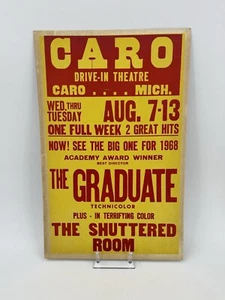 CARO
DRIVE-IN THEATRE
CARO .... MICH.
WED. THRU
TUESDAY
AUG. 7-13
ONE FULL WEEK 2 GREAT HITS
NOW! SEE THE BIG ONE FOR 1968
ACADEMY AWARD WINNER
BEST DIRECTOR
THE GRADUATE
TECHNICOLOR
PLUS - IN TERRIFYING COLOR
THE SHUTTERED
ROOM